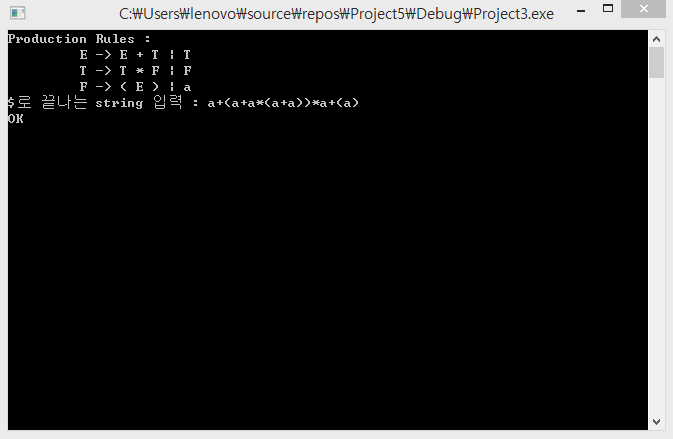 C:₩Users₩lenovo₩source₩repos₩Project5₩Debug₩Project3.exe
Production Rules :
E -> E + T | T
T -> T * F | F
F -> ( E ) | a
$로 끝나는 string 입력 : a+(a+a*(a+a))*a+(a)
OK